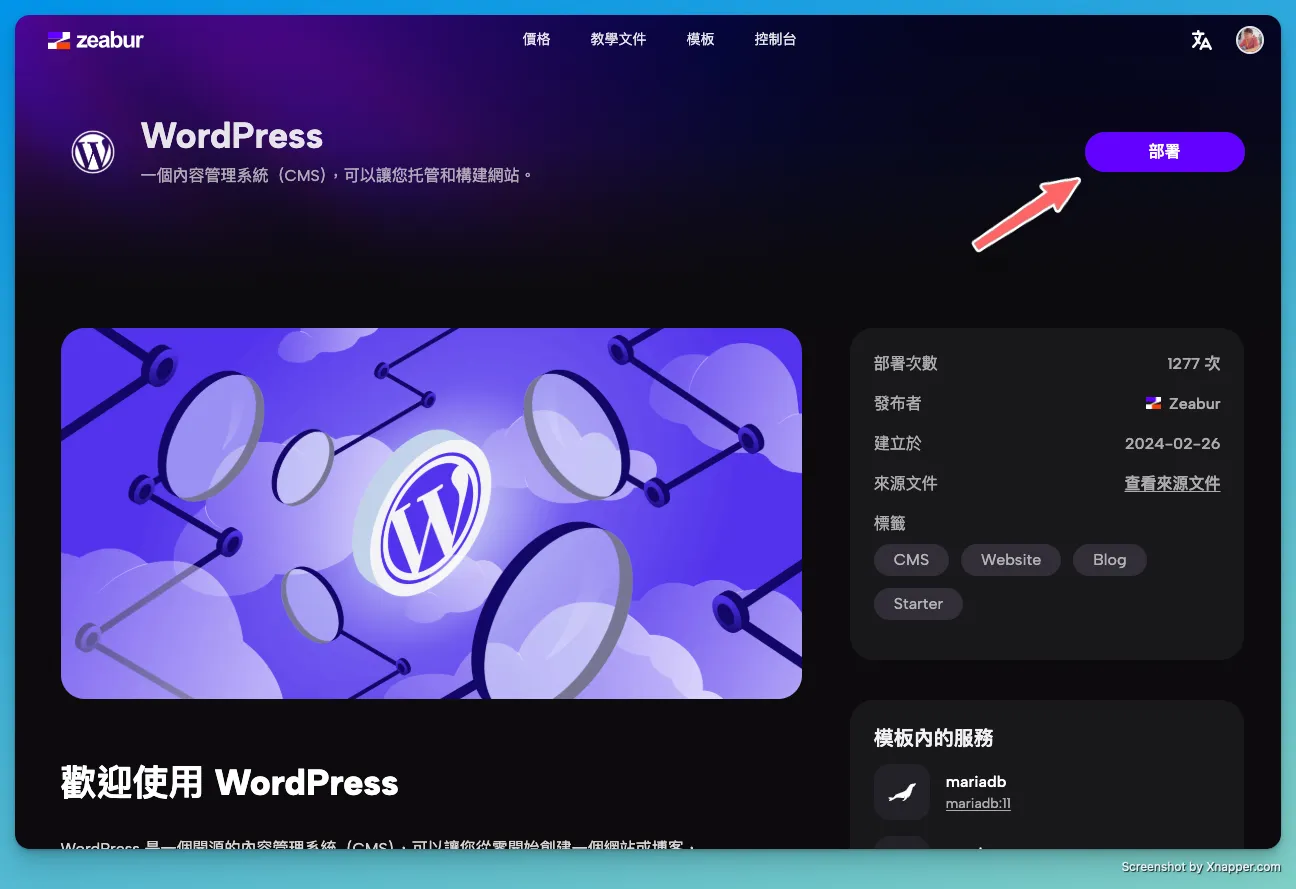 zeabur 價格 教學文件 模板 控制台
WordPress
一個內容管理系統（CMS），可以讓您托管和構建網站。
部署
部署次數 1277 次
發布者 Zeabur
建立於 2024-02-26
來源文件 查看來源文件
標籤
CMS Website Blog
Starter
模板內的服務
mariadb
mariadb:11
歡迎使用 WordPress
WordPress 是一個開源的內容管理系統（CMS），可以讓您從零開始創建一個網站或博客，
Screenshot by Xnapper.com